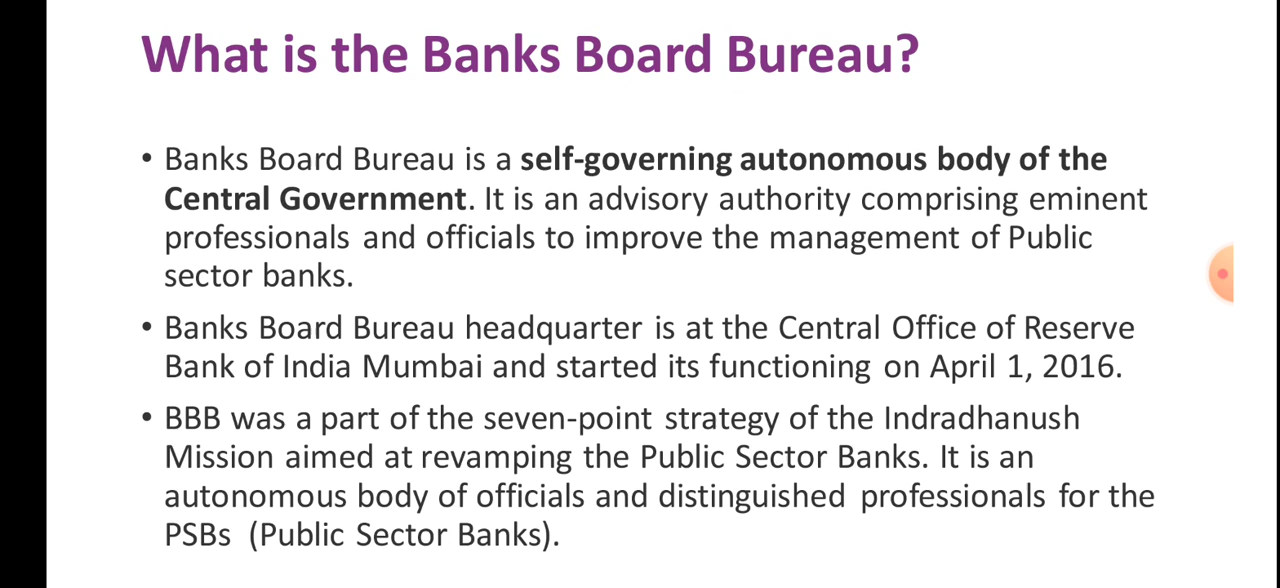 What is the Banks Board Bureau?
• Banks Board Bureau is a self-governing autonomous body of the
Central Government. It is an advisory authority comprising eminent
professionals and officials to improve the management of Public
sector banks.
• Banks Board Bureau headquarter is at the Central Office of Reserve
Bank of India Mumbai and started its functioning on April 1, 2016.
• BBB was a part of the seven-point strategy of the Indradhanush
Mission aimed at revamping the Public Sector Banks. It is an
autonomous body of officials and distinguished professionals for the
PSBs (Public Sector Banks).